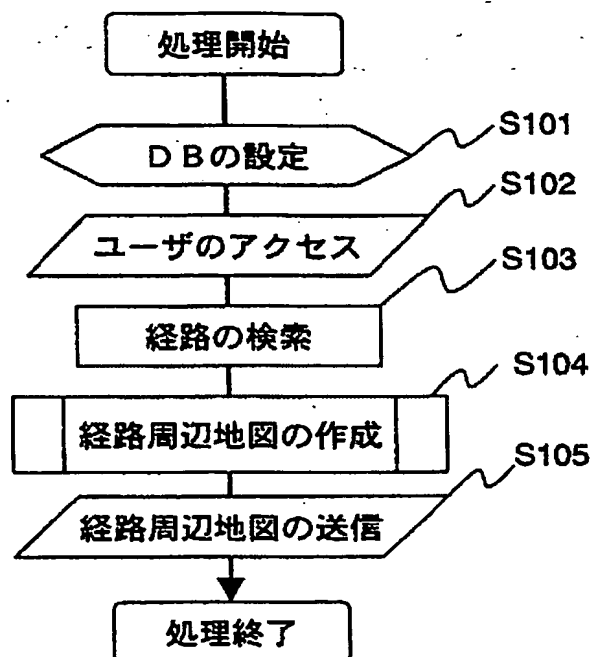 処理開始
DBの設定
S101
ユーザのアクセス
S102
経路の検索
S103
経路周辺地図の作成
S104
経路周辺地図の送信
S105
処理終了